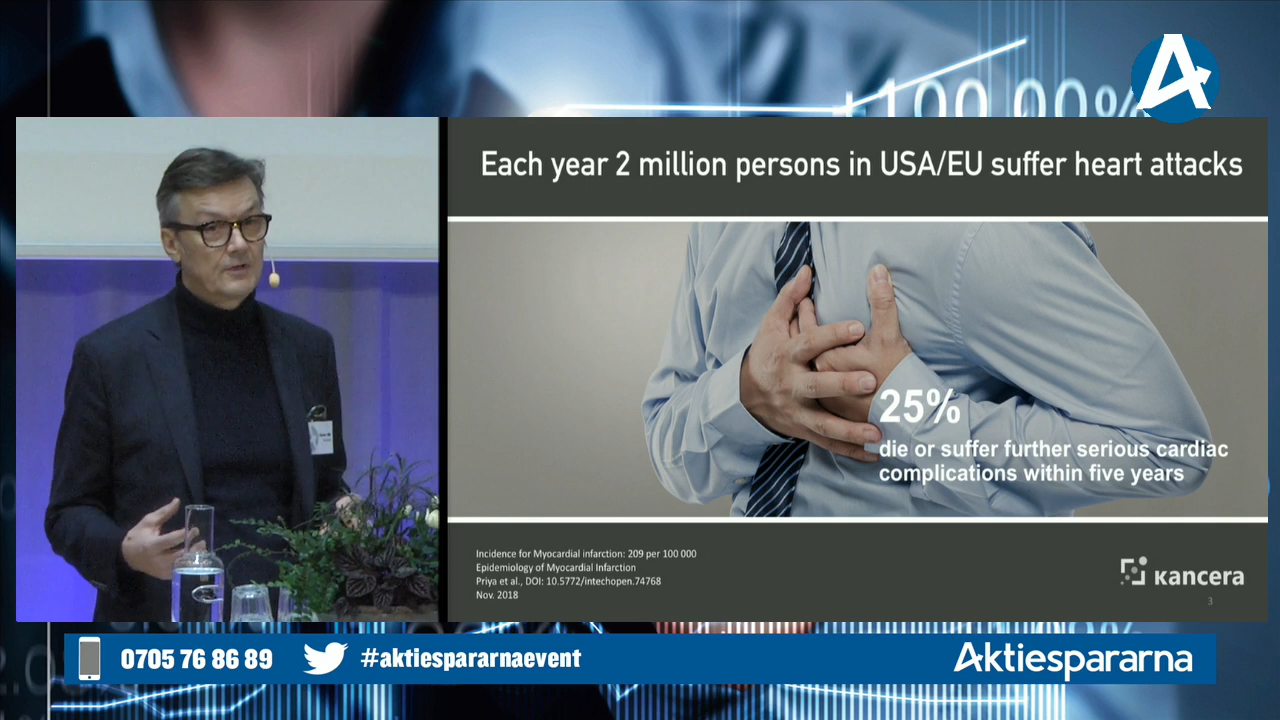 +100.00%
A
Each year 2 million persons in USA/EU suffer heart attacks
25%
die or suffer further serious cardiac
complications within five years
Incidence for Myocardial infarction: 209 per 100 000
Epidemiology of Myocardial Infarction
Priya et al., DOI: 10.5772/intechopen.74768
Nov. 2018
kancera
3
0705 76 86 89
#aktiespararnaevent
Aktiespararna